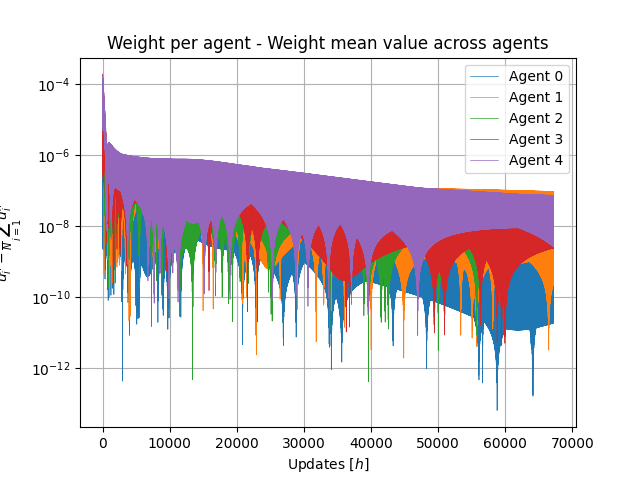 Weight per agent - Weight mean value across agents
10⁻⁴
10⁻⁶
10⁻⁸
10⁻¹⁰
10⁻¹²
0 10000 20000 30000 40000 50000 60000 70000
Updates [h]
Agent 0
Agent 1
Agent 2
Agent 3
Agent 4